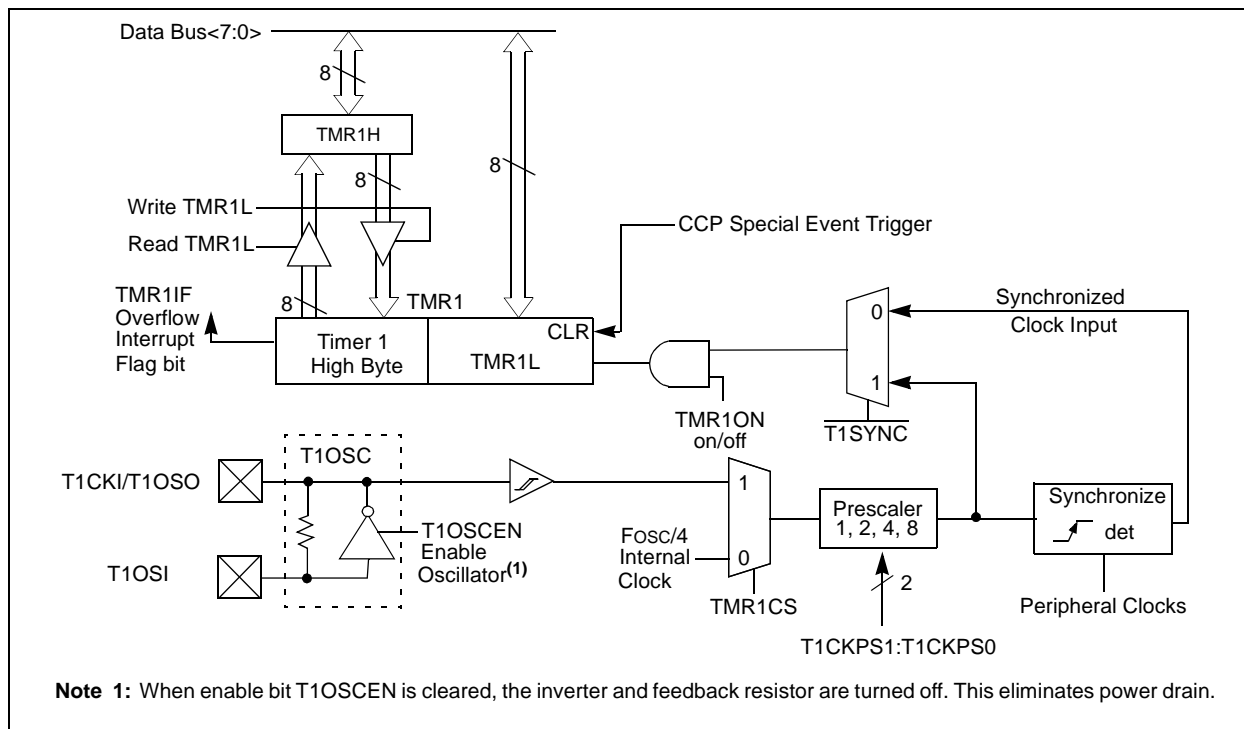 Data Bus<7:0>
8
TMR1H
8
8
Write TMR1L
CCP Special Event Trigger
Read TMR1L
TMR1IF
Overflow
Interrupt
Flag bit
8
TMR1
Timer 1
High Byte
CLR
TMR1L
0
1
Synchronized
Clock Input
TMR1ON
on/off
T1SYNC
T1OSC
T1CKI/T1OSO
T1OSI
T1OSCEN
Enable
Oscillator(1)
FOSC/4
Internal
Clock
1
0
TMR1CS
Prescaler
1, 2, 4, 8
2
T1CKPS1:T1CKPS0
Synchronize
det
Peripheral Clocks
Note 1: When enable bit T1OSCEN is cleared, the inverter and feedback resistor are turned off. This eliminates power drain.